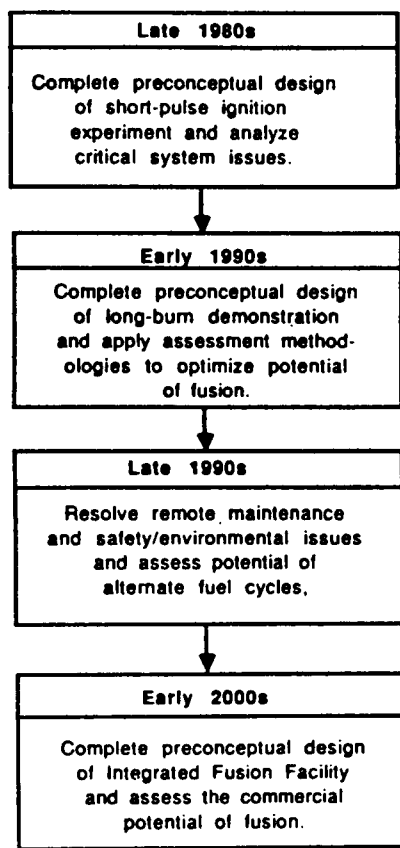 Late 1980s
Complete preconceptual design
of short-pulse ignition
experiment and analyze
critical system issues.
Early 1990s
Complete preconceptual design
of long-burn demonstration
and apply assessment method-
ologies to optimize potential
of fusion.
Late 1990s
Resolve remote maintenance
and safety/environmental issues
and assess potential of
alternate fuel cycles,
Early 2000s
Complete preconceptual design
of Integrated Fusion Facility
and assess the commercial
potential of fusion.